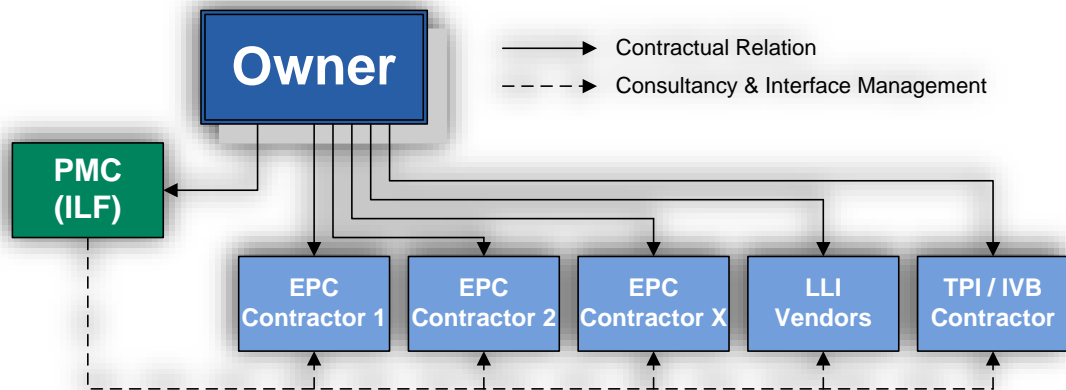 Owner
Contractual Relation
Consultancy & Interface Management
PMC
(ILF)
EPC
Contractor 1
EPC
Contractor 2
EPC
Contractor X
LLI
Vendors
TPI / IVB
Contractor